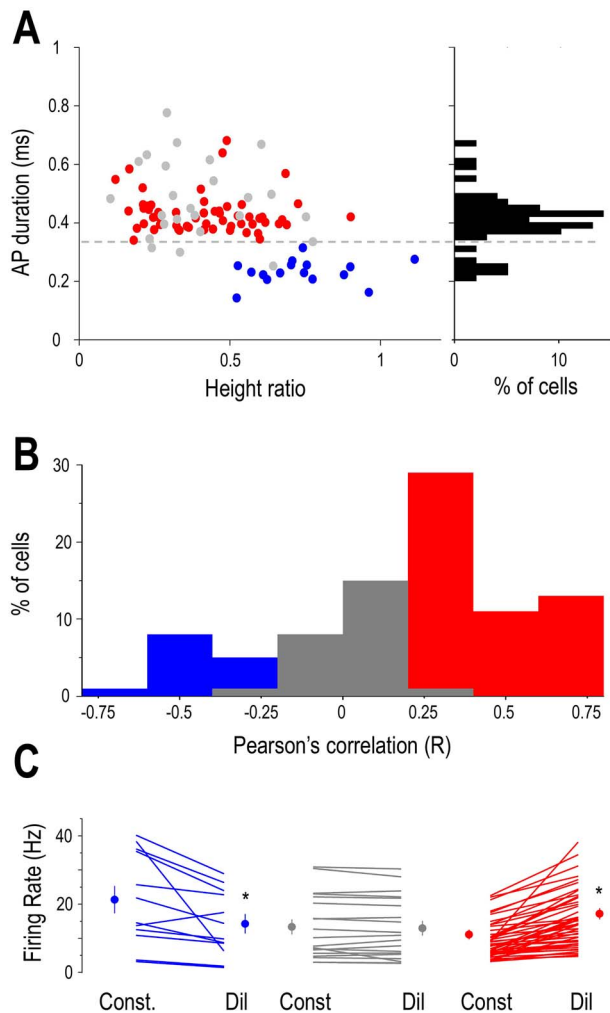 A
1
0.8
0.6
0.4
0.2
0
AP duration (ms)
0 0.5 1
Height ratio
0 10
% of cells
B
30
20
10
0
% of cells
-0.75 -0.5 -0.25 0 0.25 0.5 0.75
Pearson's correlation (R)
C
40
20
0
Firing Rate (Hz)
* *
Const. Dil Const Dil Const Dil